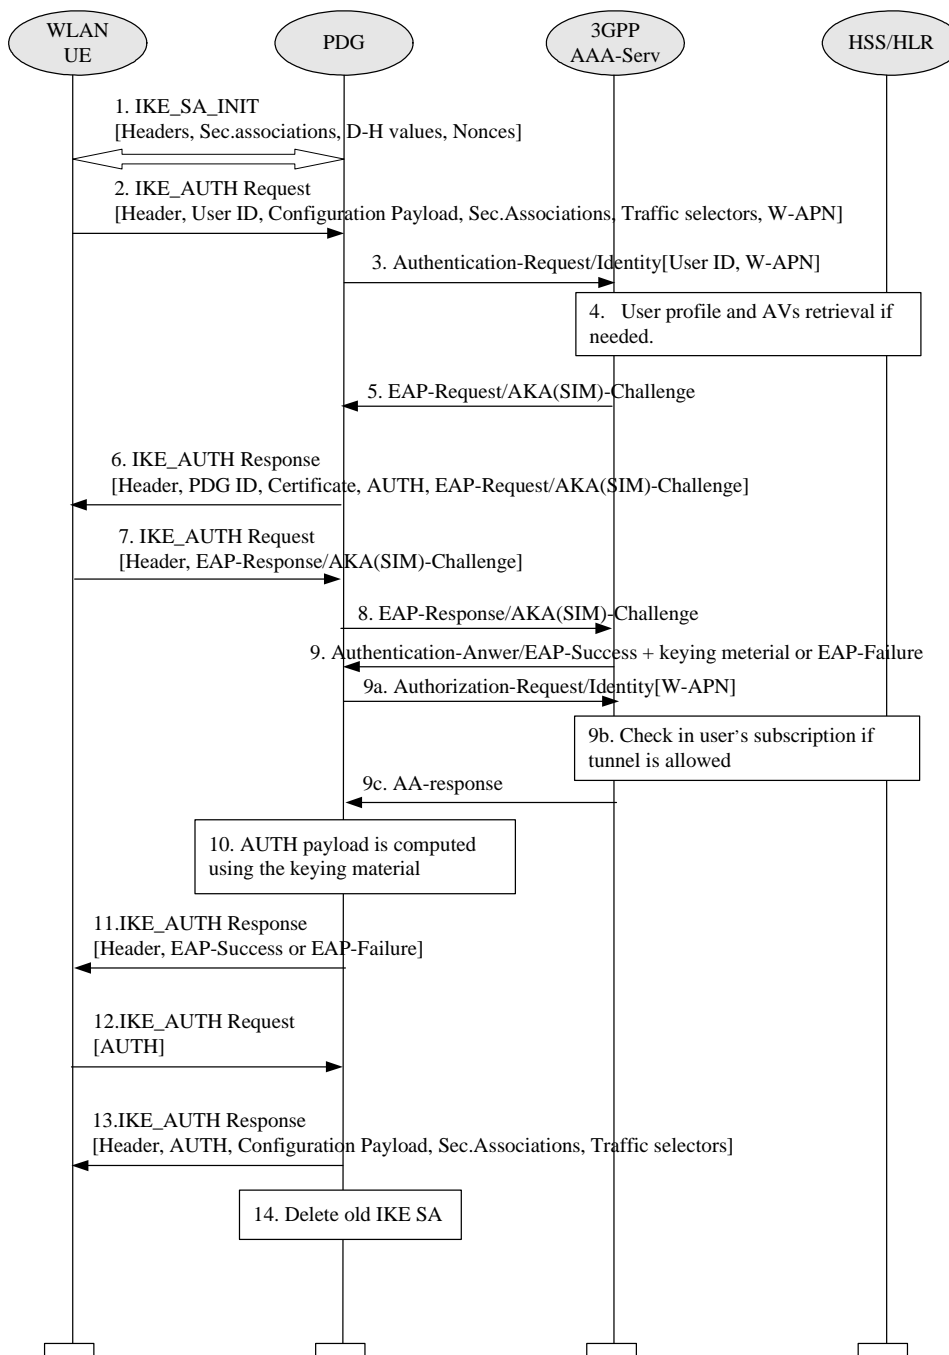 WLAN
UE
PDG
3GPP
AAA-Serv
HSS/HLR
1. IKE_SA_INIT
[Headers, Sec.associations, D-H values, Nonces]
2. IKE_AUTH Request
[Header, User ID, Configuration Payload, Sec.Associations, Traffic selectors, W-APN]
3. Authentication-Request/Identity[User ID, W-APN]
4. User profile and AVs retrieval if
needed.
5. EAP-Request/AKA(SIM)-Challenge
6. IKE_AUTH Response
[Header, PDG ID, Certificate, AUTH, EAP-Request/AKA(SIM)-Challenge]
7. IKE_AUTH Request
[Header, EAP-Response/AKA(SIM)-Challenge]
8. EAP-Response/AKA(SIM)-Challenge
9. Authentication-Anwer/EAP-Success + keying meterial or EAP-Failure
9a. Authorization-Request/Identity[W-APN]
9b. Check in user's subscription if
tunnel is allowed
9c. AA-response
10. AUTH payload is computed
using the keying material
11.IKE_AUTH Response
[Header, EAP-Success or EAP-Failure]
12.IKE_AUTH Request
[AUTH]
13.IKE_AUTH Response
[Header, AUTH, Configuration Payload, Sec.Associations, Traffic selectors]
14. Delete old IKE SA